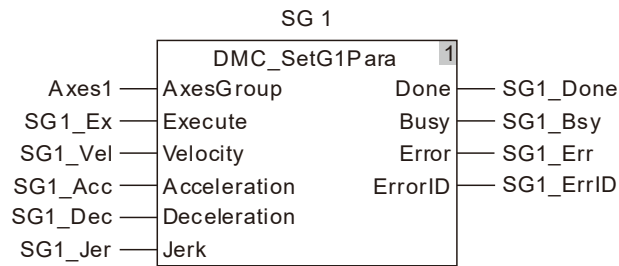 SG 1
DMC_SetG1Para 1
Axes1 AxesGroup Done SG1_Done
SG1_Ex Execute Busy SG1_Bsy
SG1_Vel Velocity Error SG1_Err
SG1_Acc Acceleration ErrorID SG1_ErrID
SG1_Dec Deceleration
SG1_Jer Jerk